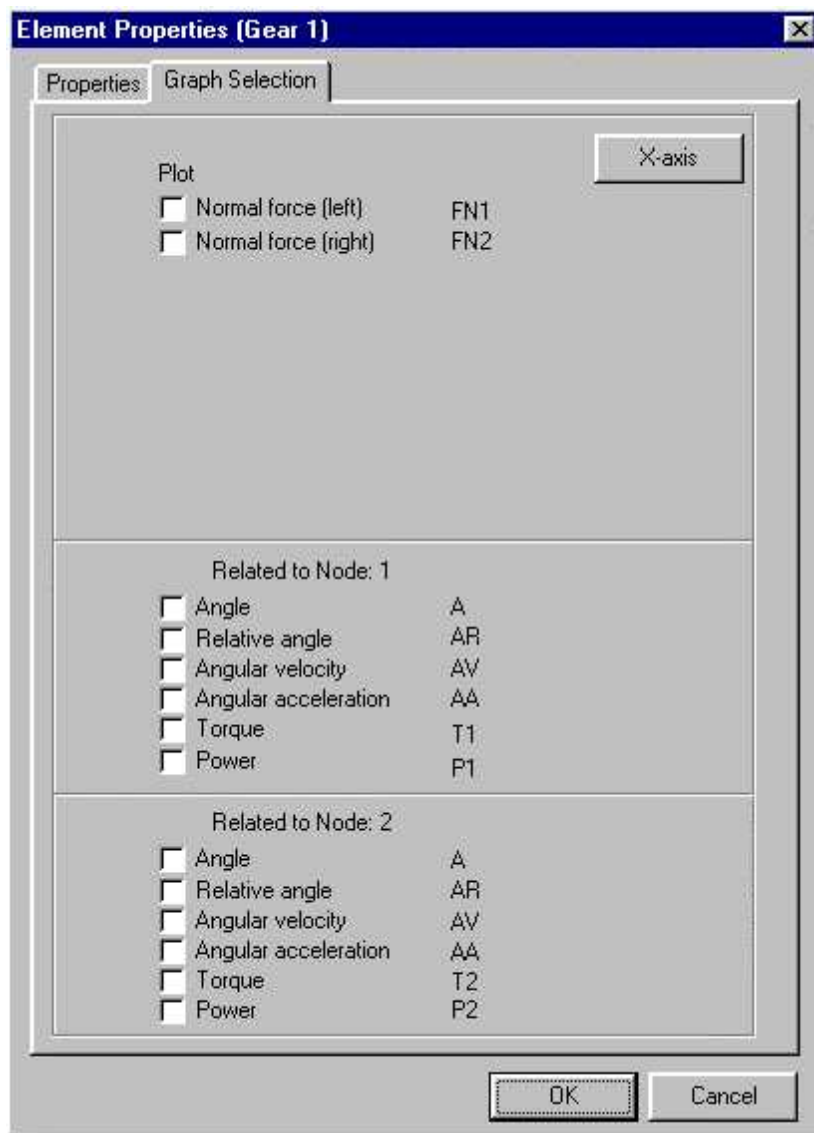 Element Properties (Gear 1)
Properties Graph Selection
X-axis
Plot
Normal force (left) FN1
Normal force (right) FN2
Related to Node: 1
Angle A
Relative angle AR
Angular velocity AV
Angular acceleration AA
Torque T1
Power P1
Related to Node: 2
Angle A
Relative angle AR
Angular velocity AV
Angular acceleration AA
Torque T2
Power P2
OK Cancel